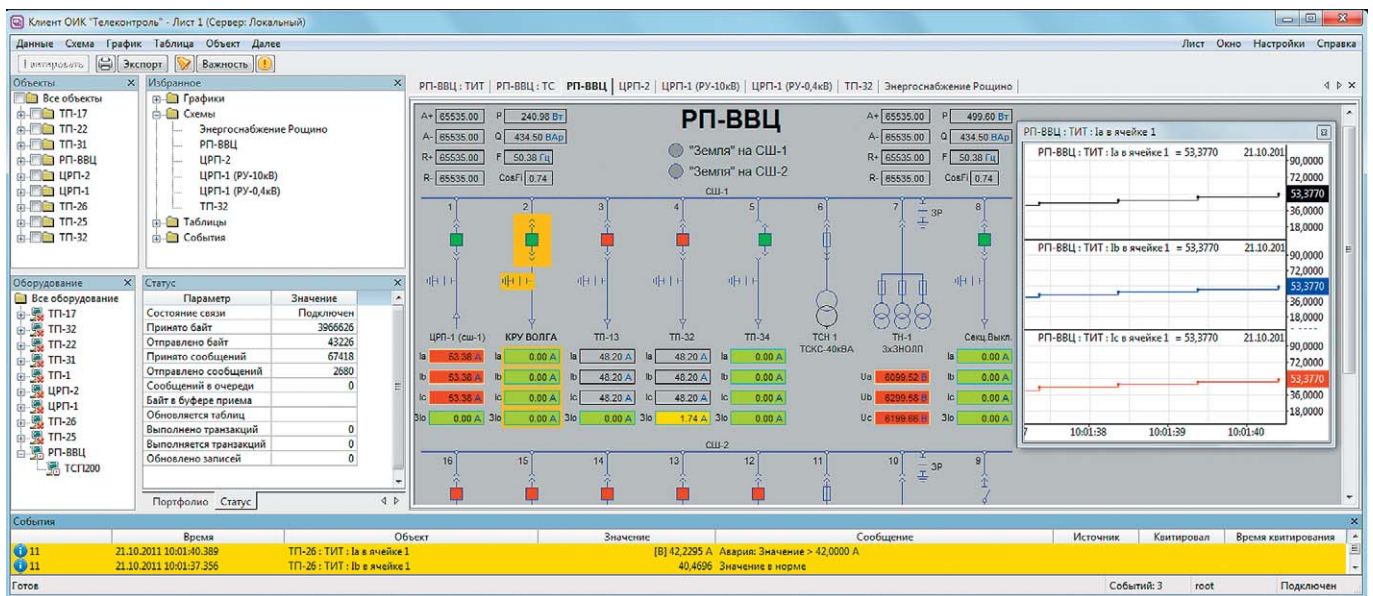 Клиент ОИК "Телеконтроль" - Лист 1 (Сервер: Локальный)
Данные Схема График Таблица Объект Далее Лист Окно Настройки Справка
Квитировать Экспорт Важность
Объекты
Все объекты
ТП-17
ТП-22
ТП-31
РП-ВВЦ
ЦРП-2
ЦРП-1
ТП-26
ТП-25
ТП-32
Избранное
Графики
Схемы
Энергоснабжение Рощино
РП-ВВЦ
ЦРП-2
ЦРП-1 (РУ-10кВ)
ЦРП-1 (РУ-0,4кВ)
ТП-32
Таблицы
События
Оборудование
Все оборудование
ТП-17
ТП-32
ТП-22
ТП-31
ТП-1
ЦРП-2
ЦРП-1
ТП-26
ТП-25
РП-ВВЦ
ТСП200
Статус
Параметр Значение
Состояние связи Подключен
Принято байт 3966626
Отправлено байт 43226
Принято сообщений 67418
Отправлено сообщений 2680
Сообщений в очереди 0
Байт в буфере приема
Обновляется таблиц
Выполнено транзакций 0
Выполняется транзакций 0
Обновлено записей 0
Портфолио Статус
РП-ВВЦ : ТИТ РП-ВВЦ : ТС РП-ВВЦ ЦРП-2 ЦРП-1 (РУ-10кВ) ЦРП-1 (РУ-0,4кВ) ТП-32 Энергоснабжение Рощино
A+ 65535.00 P 240.98 Вт РП-ВВЦ A+ 65535.00 P 499.60 Вт
A- 65535.00 Q 434.50 ВАр A- 65535.00 Q 434.50 ВАр
"Земля" на СШ-1
R+ 65535.00 F 50.38 Гц R+ 65535.00 F 50.38 Гц
"Земля" на СШ-2
R- 65535.00 CosFi 0.74 R- 65535.00 CosFi 0.74
СШ-1
1 2 3 4 5 6 7 ЗР 8
ЦРП-1 (сш-1) КРУ ВОЛГА ТП-13 ТП-32 ТП-34 ТСН 1 ТН-1 Секц.Выкл.
ТСКС-40кВА 3хЗНОЛП
Ia 53.38 А Ia 0.00 А Ia 48.20 А Ia 48.20 А Ia 0.00 А Ia 0.00 А
Ib 53.38 А Ib 0.00 А Ib 48.20 А Ib 48.20 А Ib 0.00 А Ua 6099.52 В Ib 0.00 А
Ic 53.38 А Ic 0.00 А Ic 48.20 А Ic 48.20 А Ic 0.00 А Ub 6299.58 В Ic 0.00 А
3Io 0.00 А 3Io 0.00 А 3Io 0.00 А 3Io 1.74 А 3Io 0.00 А Uc 6199.66 В 3Io 0.00 А
СШ-2
16 15 14 13 12 11 10 ЗР 9
РП-ВВЦ : ТИТ : Ia в ячейке 1
РП-ВВЦ : ТИТ : Ia в ячейке 1 = 53,3770 21.10.201
90,0000
72,0000
53,3770
36,0000
18,0000
РП-ВВЦ : ТИТ : Ib в ячейке 1 = 53,3770 21.10.201
90,0000
72,0000
53,3770
36,0000
18,0000
РП-ВВЦ : ТИТ : Ic в ячейке 1 = 53,3770 21.10.201
90,0000
72,0000
53,3770
36,0000
18,0000
7 10:01:38 10:01:39 10:01:40
События
Время Объект Значение Сообщение Источник Квитировал Время квитирования
11 21.10.2011 10:01:40.389 ТП-26 : ТИТ : Ia в ячейке 1 [В] 42,2295 А Авария: Значение > 42,0000 А
11 21.10.2011 10:01:37.356 ТП-26 : ТИТ : Ib в ячейке 1 40,4696 Значение в норме
Готов Событий: 3 root Подключен